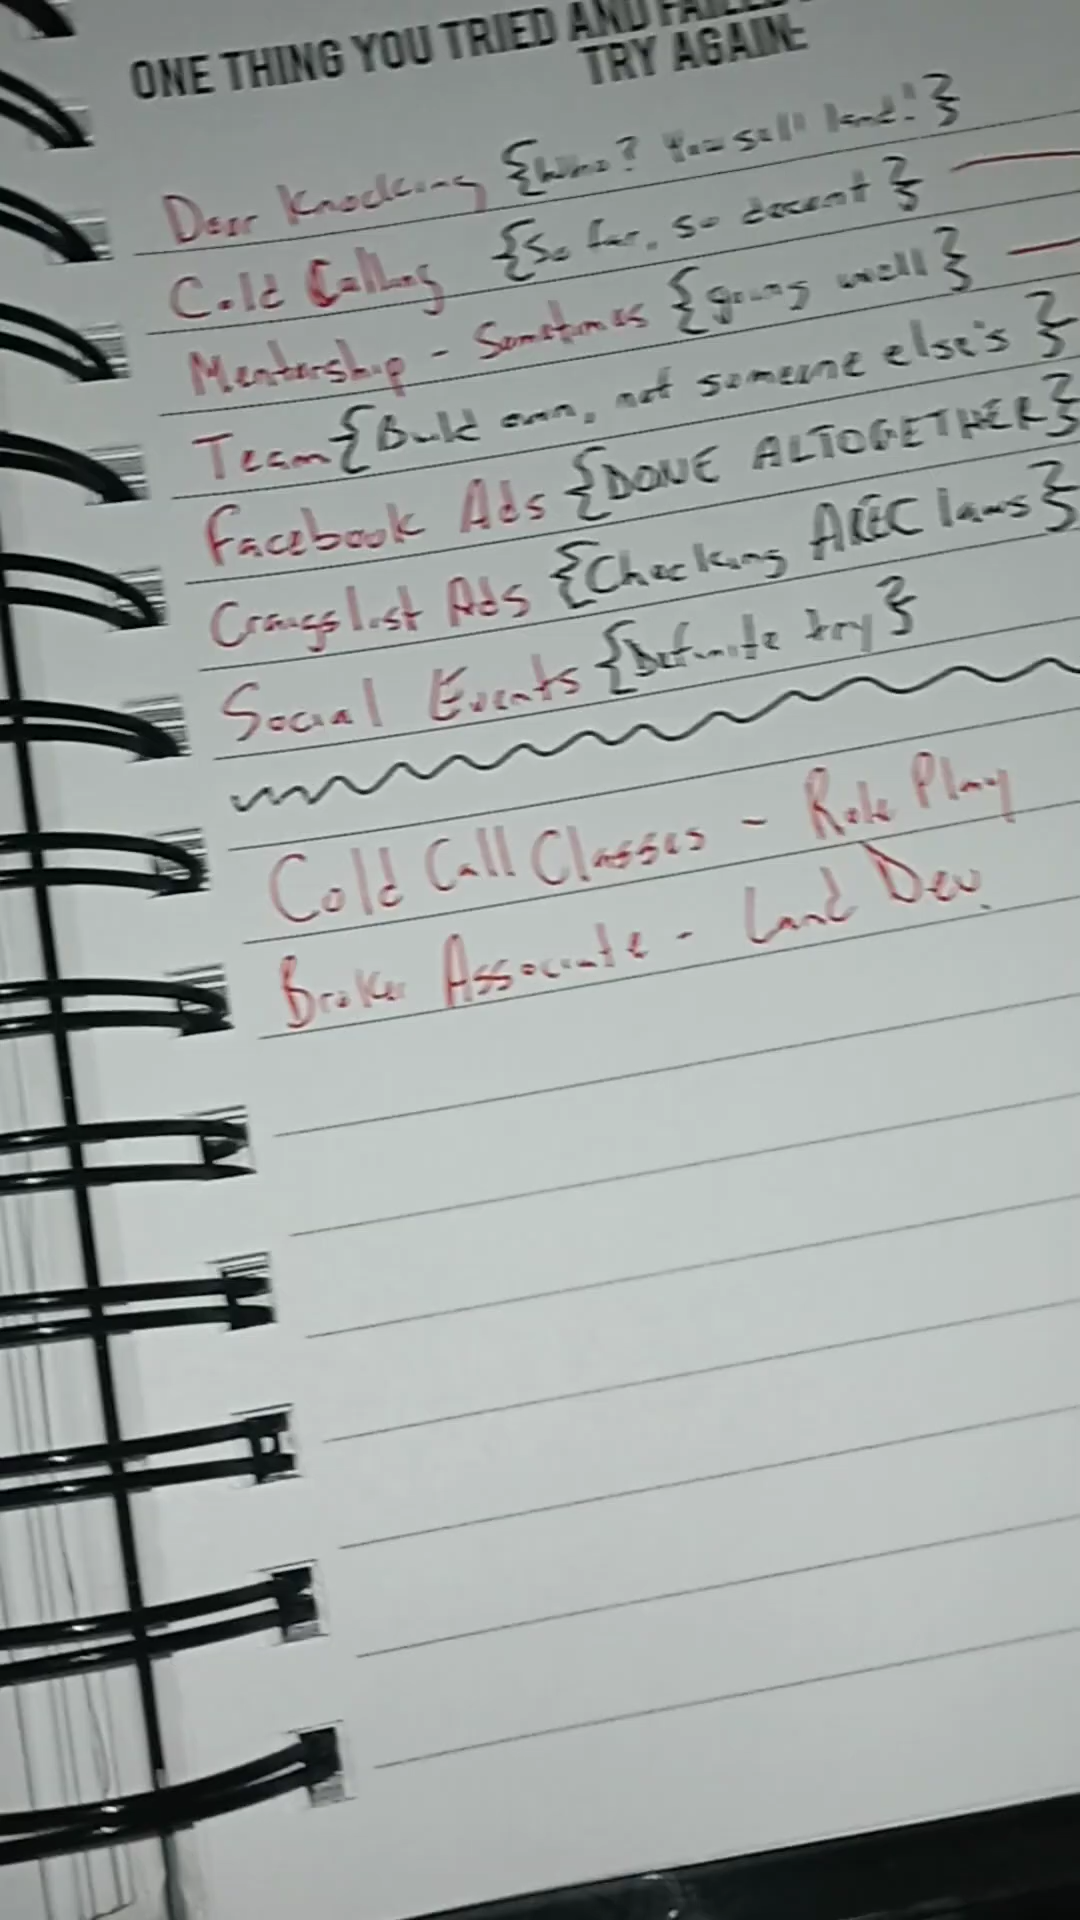 ONE THING YOU TRIED AND FAILED
TRY AGAIN:
Door Knocking {Who? You sell land!}
Cold Calling {So far, so decent}
Mentorship - Sometimes {going well}
Team {Build own, not someone else's}
Facebook Ads {DONE ALTOGETHER}
Craigslist Ads {Checking AREC laws}
Social Events {Definite try}
Cold Call Classes - Role Play
Broker Associate - Land Dev.